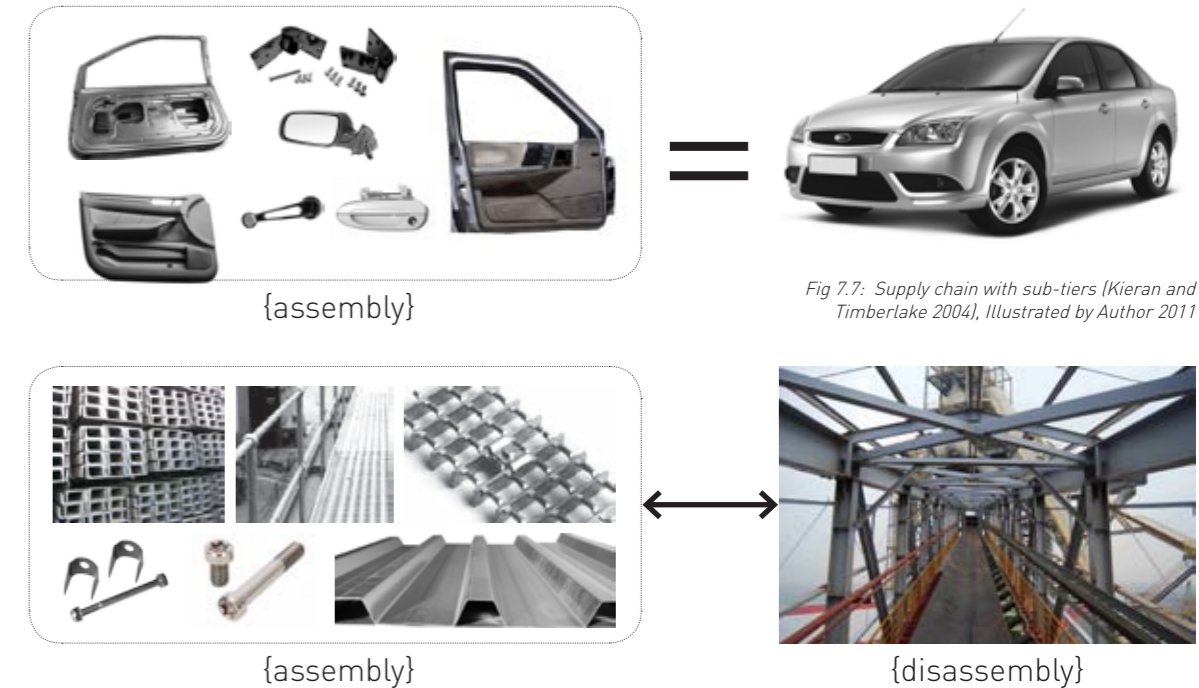 {assembly}
Fig 7.7: Supply chain with sub-tiers (Kieran and
Timberlake 2004), Illustrated by Author 2011
{assembly}
{disassembly}